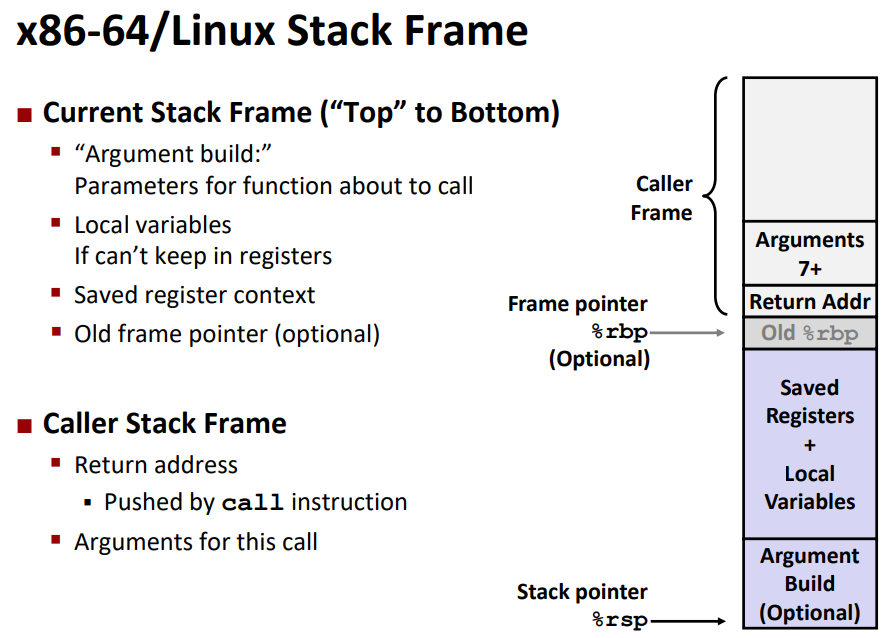 x86-64/Linux Stack Frame
Current Stack Frame (“Top” to Bottom)
“Argument build:”
Parameters for function about to call
Local variables
If can’t keep in registers
Saved register context
Old frame pointer (optional)
Caller Stack Frame
Return address
Pushed by call instruction
Arguments for this call
Caller
Frame
Frame pointer
%rbp
(Optional)
Stack pointer
%rsp
Arguments
7+
Return Addr
Old %rbp
Saved
Registers
+
Local
Variables
Argument
Build
(Optional)